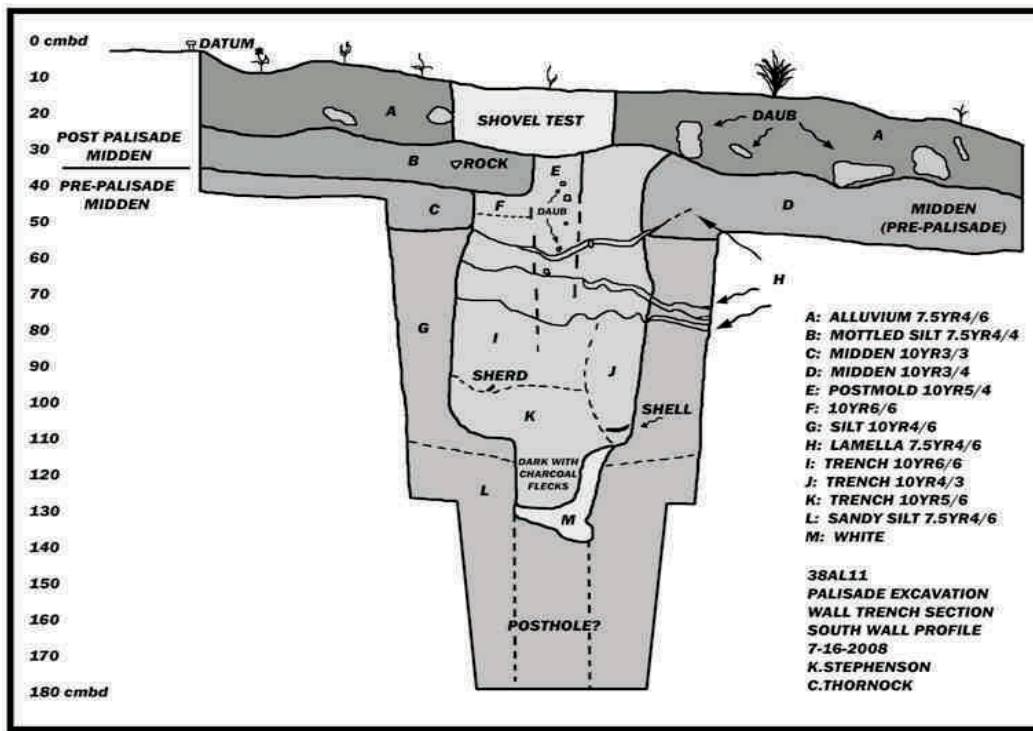 0 cmbd
DATUM
10
20
A
SHOVEL TEST
DAUB
A
POST PALISADE
MIDDEN
30
B
ROCK
E
PRE-PALISADE
MIDDEN
40
C
F
DAUB
D
MIDDEN
(PRE-PALISADE)
50
60
H
70
80
G
I
90
SHERD
J
100
K
SHELL
110
120
DARK WITH
CHARCOAL
FLECKS
L
130
M
140
150
POSTHOLE?
160
170
180 cmbd
A: ALLUVIUM 7.5YR4/6
B: MOTTLED SILT 7.5YR4/4
C: MIDDEN 10YR3/3
D: MIDDEN 10YR3/4
E: POSTMOLD 10YR5/4
F: 10YR6/6
G: SILT 10YR4/6
H: LAMELLA 7.5YR4/6
I: TRENCH 10YR6/6
J: TRENCH 10YR4/3
K: TRENCH 10YR5/6
L: SANDY SILT 7.5YR4/6
M: WHITE
38AL11
PALISADE EXCAVATION
WALL TRENCH SECTION
SOUTH WALL PROFILE
7-16-2008
K.STEPHENSON
C.THORNOCK